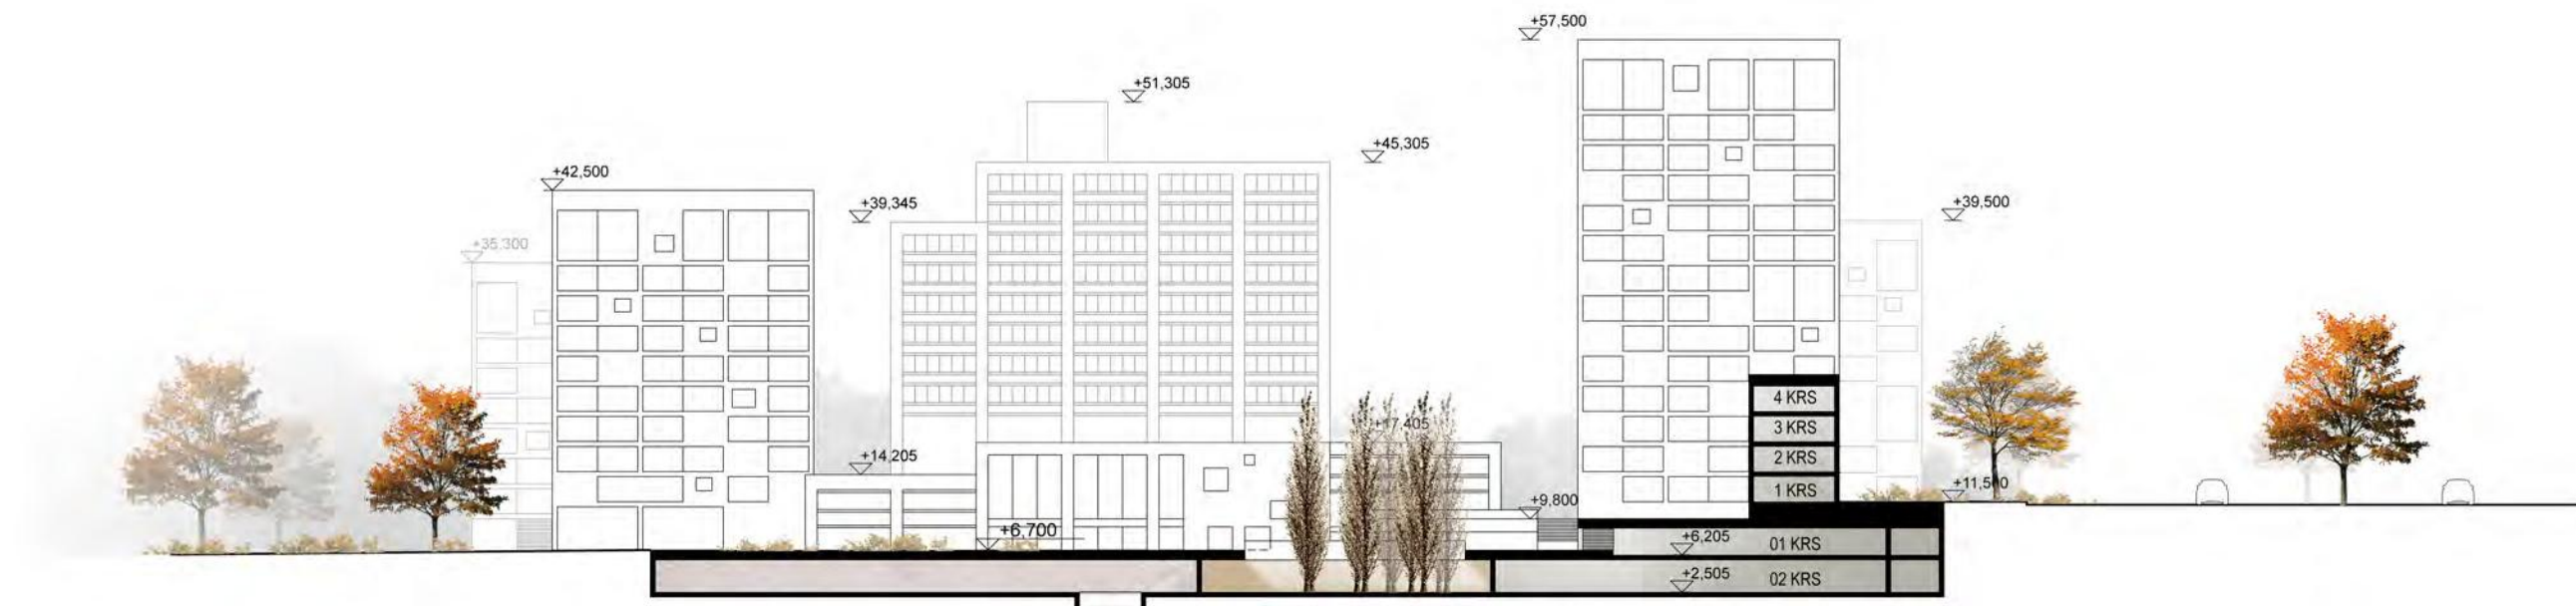 +57,500
+51,305
+45,305
+42,500
+39,345
+39,500
+35,300
4 KRS
+17,405
3 KRS
+14,205
2 KRS
1 KRS
+11,500
+9,800
+6,700
+6,205
01 KRS
+2,505
02 KRS